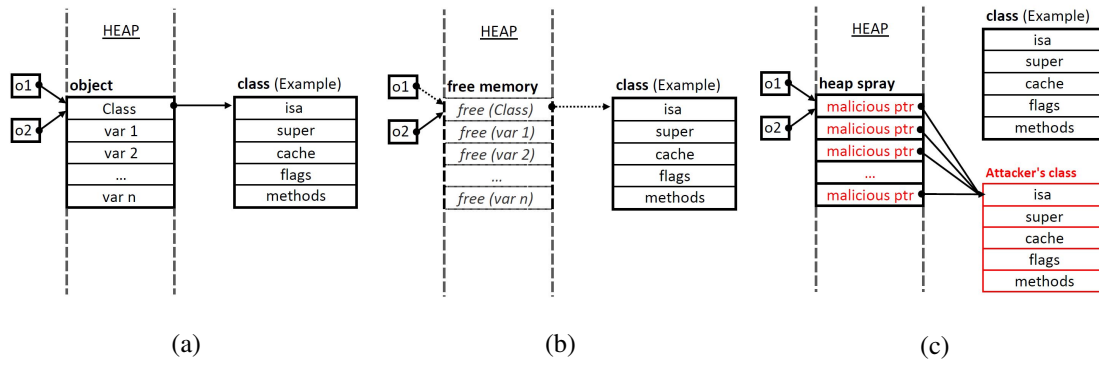 HEAP
o1
o2
object
Class
var 1
var 2
...
var n
class (Example)
isa
super
cache
flags
methods
(a)
HEAP
o1
o2
free memory
free (Class)
free (var 1)
free (var 2)
...
free (var n)
class (Example)
isa
super
cache
flags
methods
(b)
HEAP
o1
o2
heap spray
malicious ptr
malicious ptr
malicious ptr
...
malicious ptr
class (Example)
isa
super
cache
flags
methods
Attacker's class
isa
super
cache
flags
methods
(c)